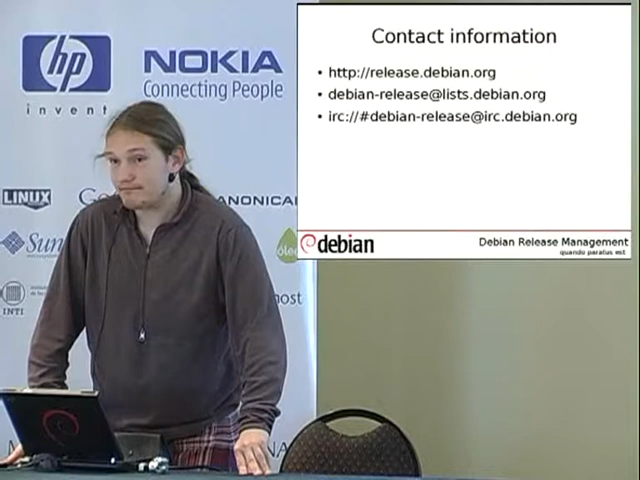 Contact information
• http://release.debian.org
• debian-release@lists.debian.org
• irc://#debian-release@irc.debian.org
debian
Debian Release Management
quando paratus est
hp
invent
NOKIA
Connecting People
LINUX
Sun
INTI